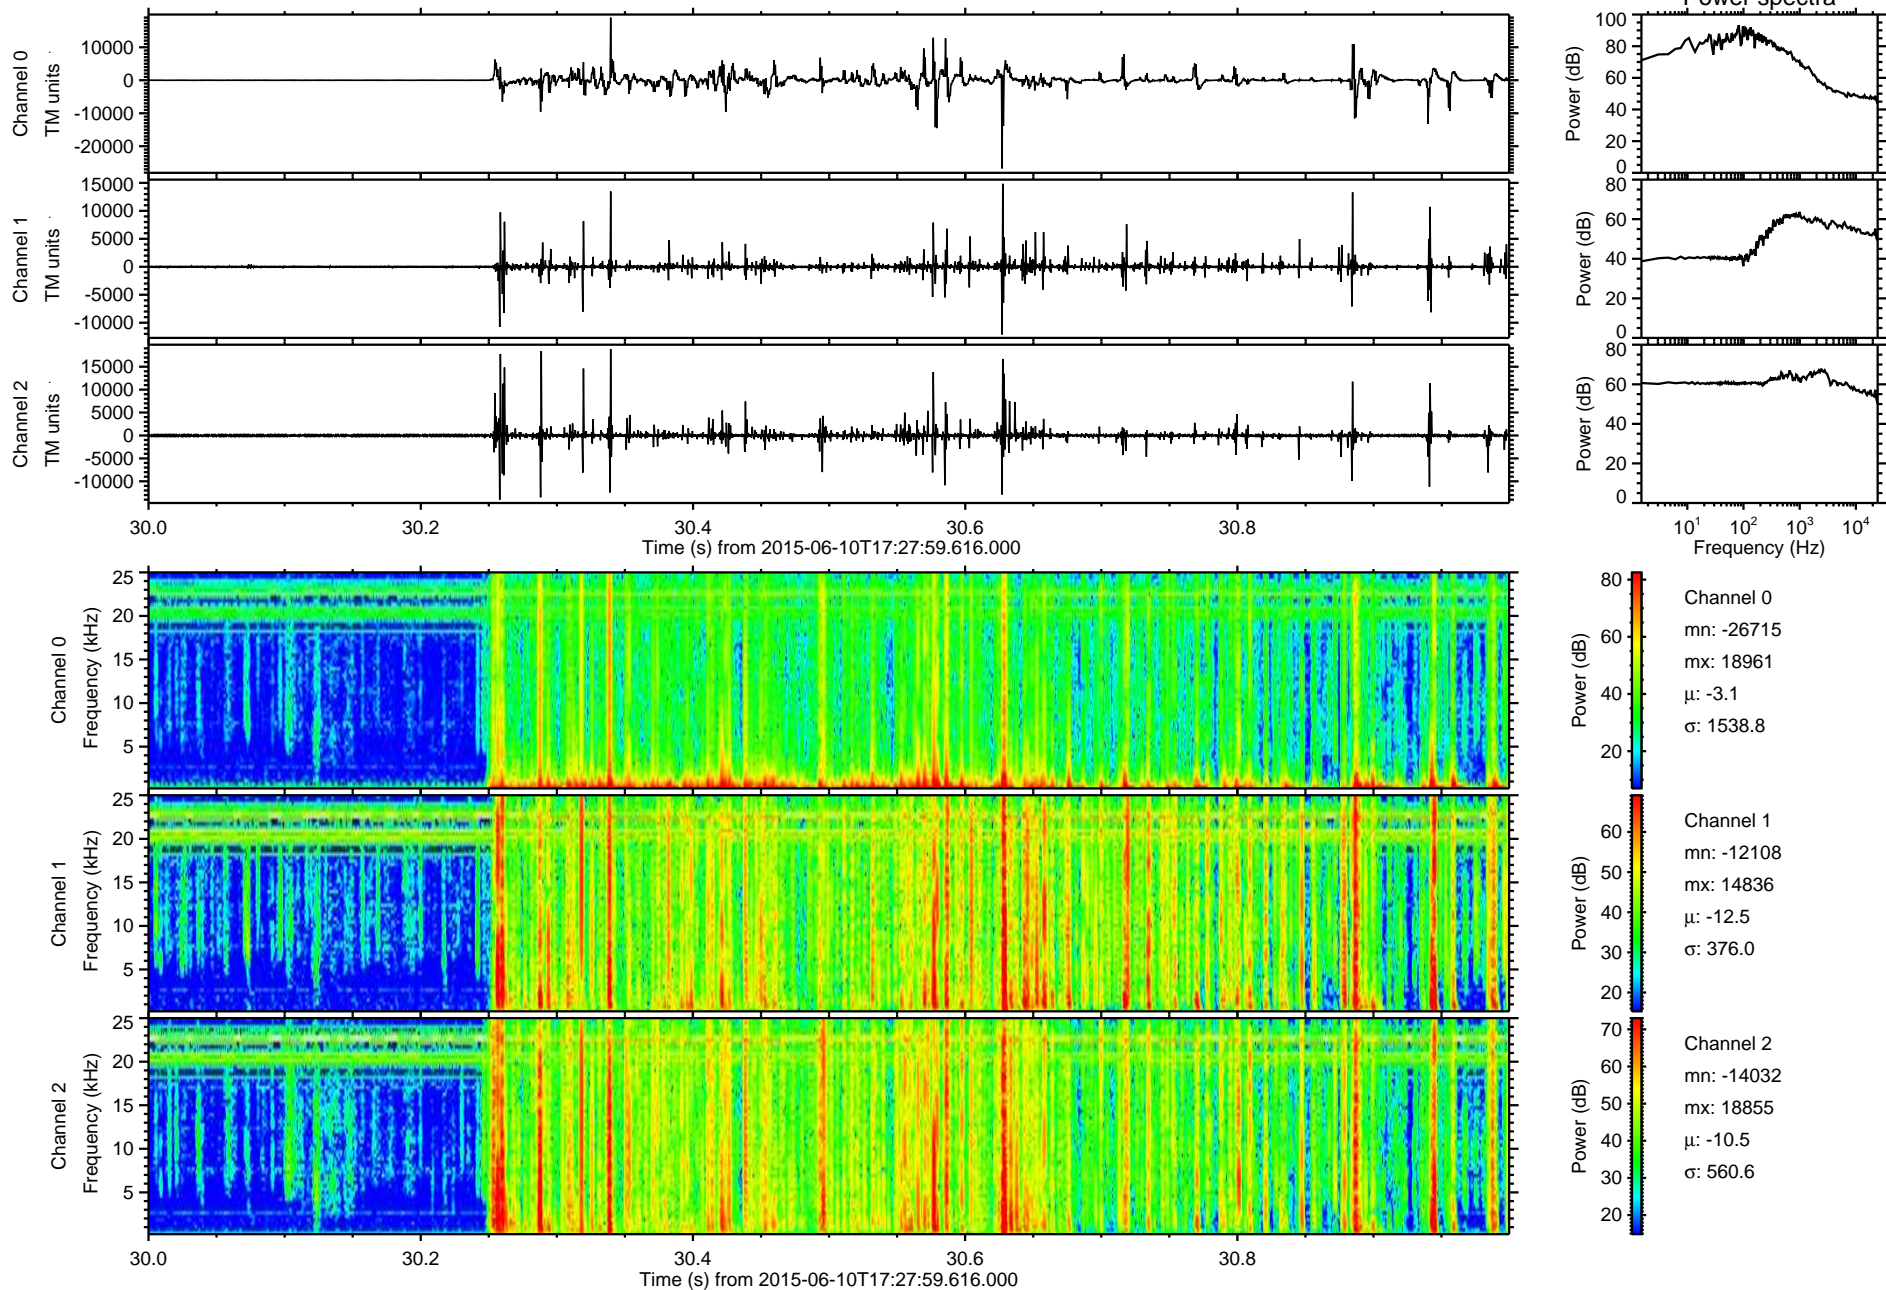 Power spectra
Channel 0
TM units
10000
0
-10000
-20000
Power (dB)
100
80
60
40
20
0
Channel 1
TM units
15000
10000
5000
0
-5000
-10000
Power (dB)
80
60
40
20
0
Channel 2
TM units
15000
10000
5000
0
-5000
-10000
Power (dB)
80
60
40
20
0
30.0 30.2 30.4 30.6 30.8
Time (s) from 2015-06-10T17:27:59.616.000
10^1 10^2 10^3 10^4
Frequency (Hz)
Channel 0
Frequency (kHz)
25
20
15
10
5
Power (dB)
80
60
40
20
Channel 0
mn: -26715
mx: 18961
μ: -3.1
σ: 1538.8
Channel 1
Frequency (kHz)
25
20
15
10
5
Power (dB)
60
50
40
30
20
Channel 1
mn: -12108
mx: 14836
μ: -12.5
σ: 376.0
Channel 2
Frequency (kHz)
25
20
15
10
5
Power (dB)
70
60
50
40
30
20
Channel 2
mn: -14032
mx: 18855
μ: -10.5
σ: 560.6
30.0 30.2 30.4 30.6 30.8
Time (s) from 2015-06-10T17:27:59.616.000